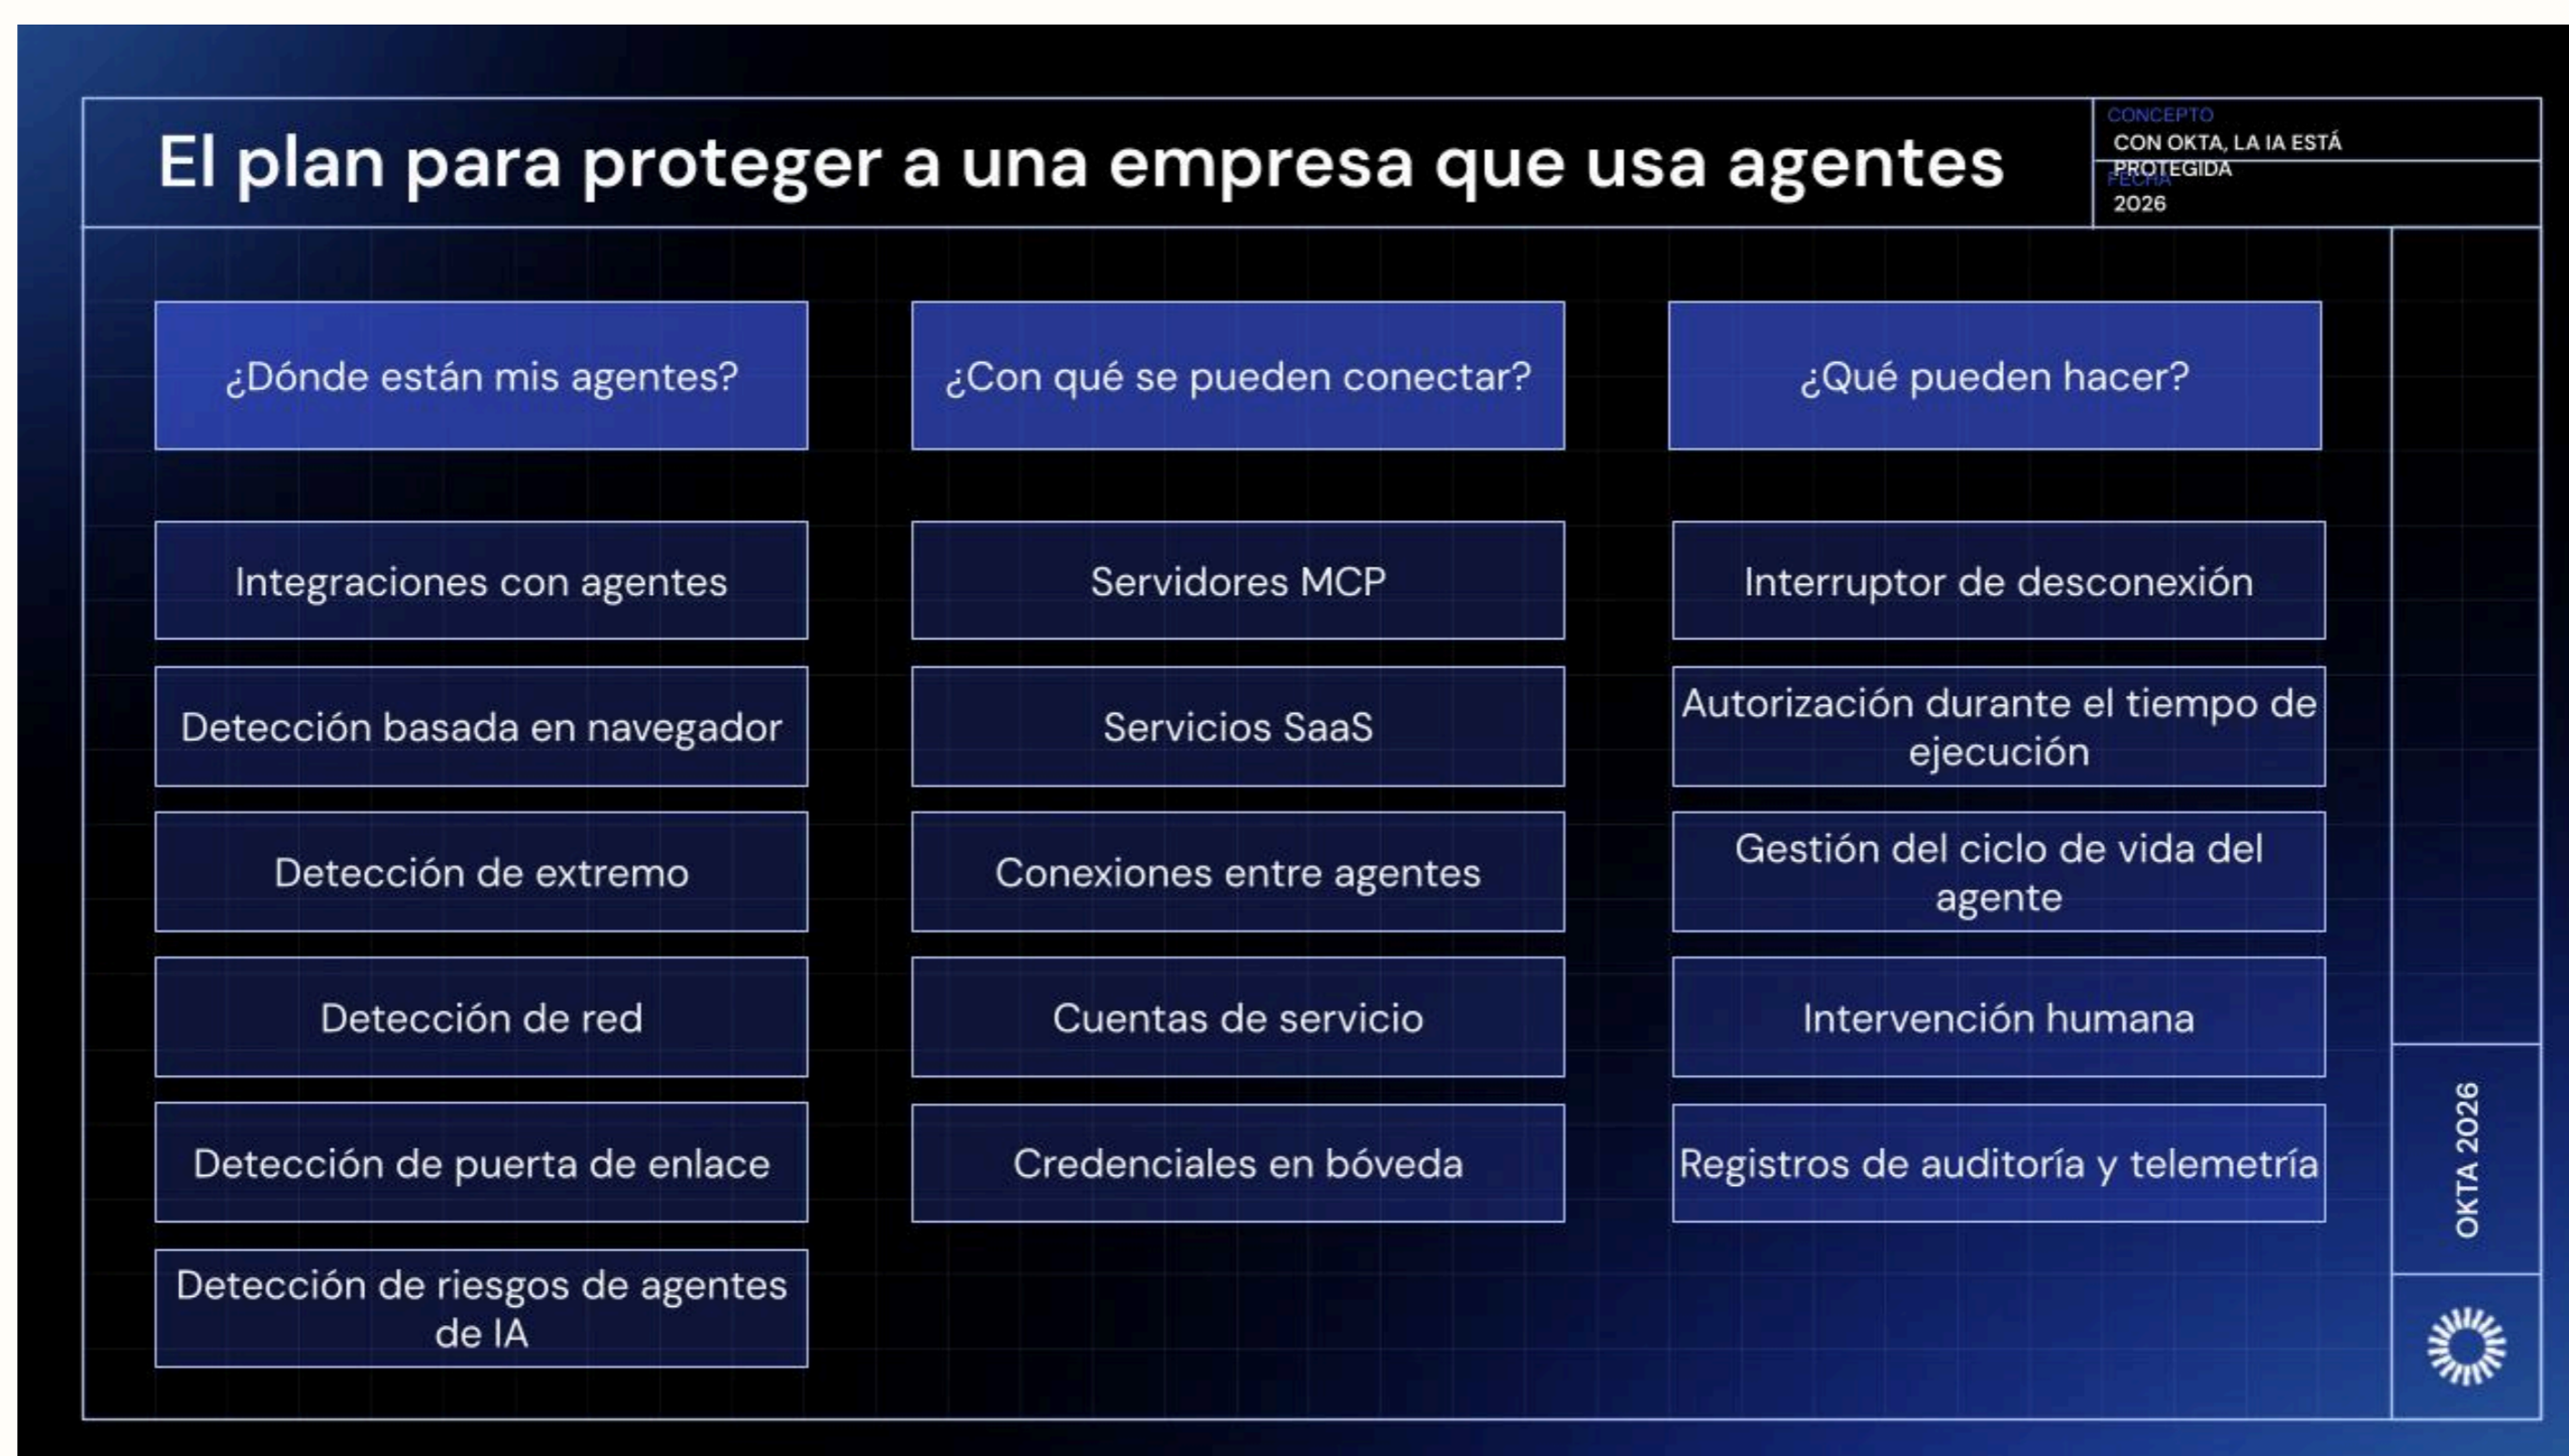 El plan para proteger a una empresa que usa agentes
CONCEPTO
CON OKTA, LA IA ESTÁ
PROTEGIDA
FECHA
2026
¿Dónde están mis agentes?
Integraciones con agentes
Detección basada en navegador
Detección de extremo
Detección de red
Detección de puerta de enlace
Detección de riesgos de agentes
de IA
¿Con qué se pueden conectar?
Servidores MCP
Servicios SaaS
Conexiones entre agentes
Cuentas de servicio
Credenciales en bóveda
¿Qué pueden hacer?
Interruptor de desconexión
Autorización durante el tiempo de
ejecución
Gestión del ciclo de vida del
agente
Intervención humana
Registros de auditoría y telemetría
OKTA 2026